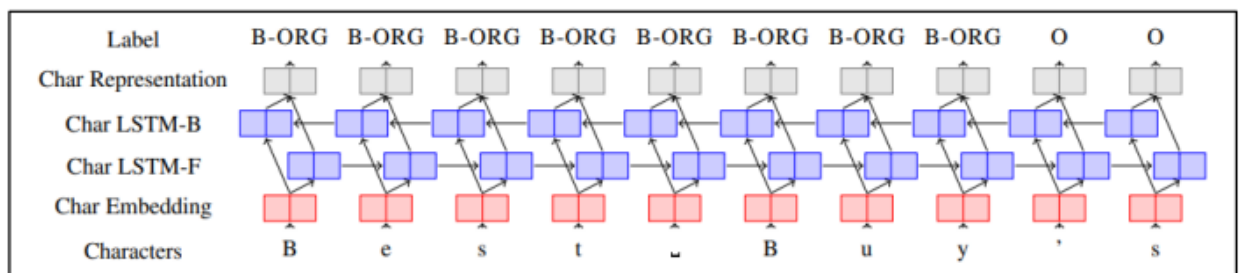 Label B-ORG B-ORG B-ORG B-ORG B-ORG B-ORG B-ORG B-ORG O O
Char Representation
Char LSTM-B
Char LSTM-F
Char Embedding
Characters B e s t ␣ B u y ’ s